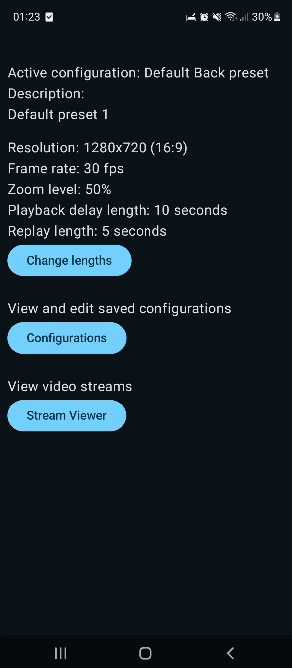 01:23
30%
Active configuration: Default Back preset
Description:
Default preset 1
Resolution: 1280x720 (16:9)
Frame rate: 30 fps
Zoom level: 50%
Playback delay length: 10 seconds
Replay length: 5 seconds
Change lengths
View and edit saved configurations
Configurations
View video streams
Stream Viewer